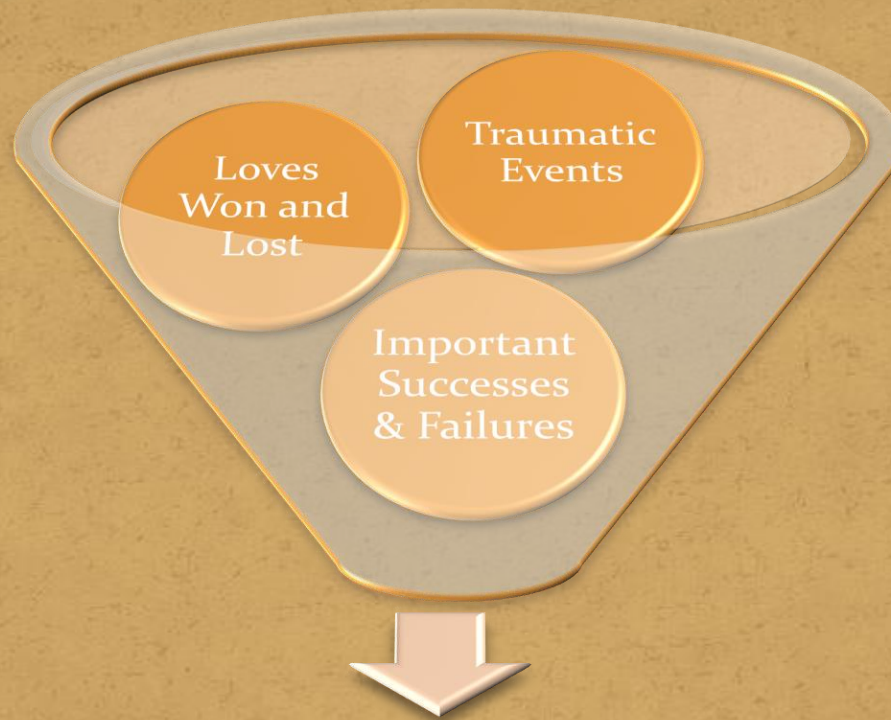 Loves
Won and
Lost
Traumatic
Events
Important
Successes
& Failures